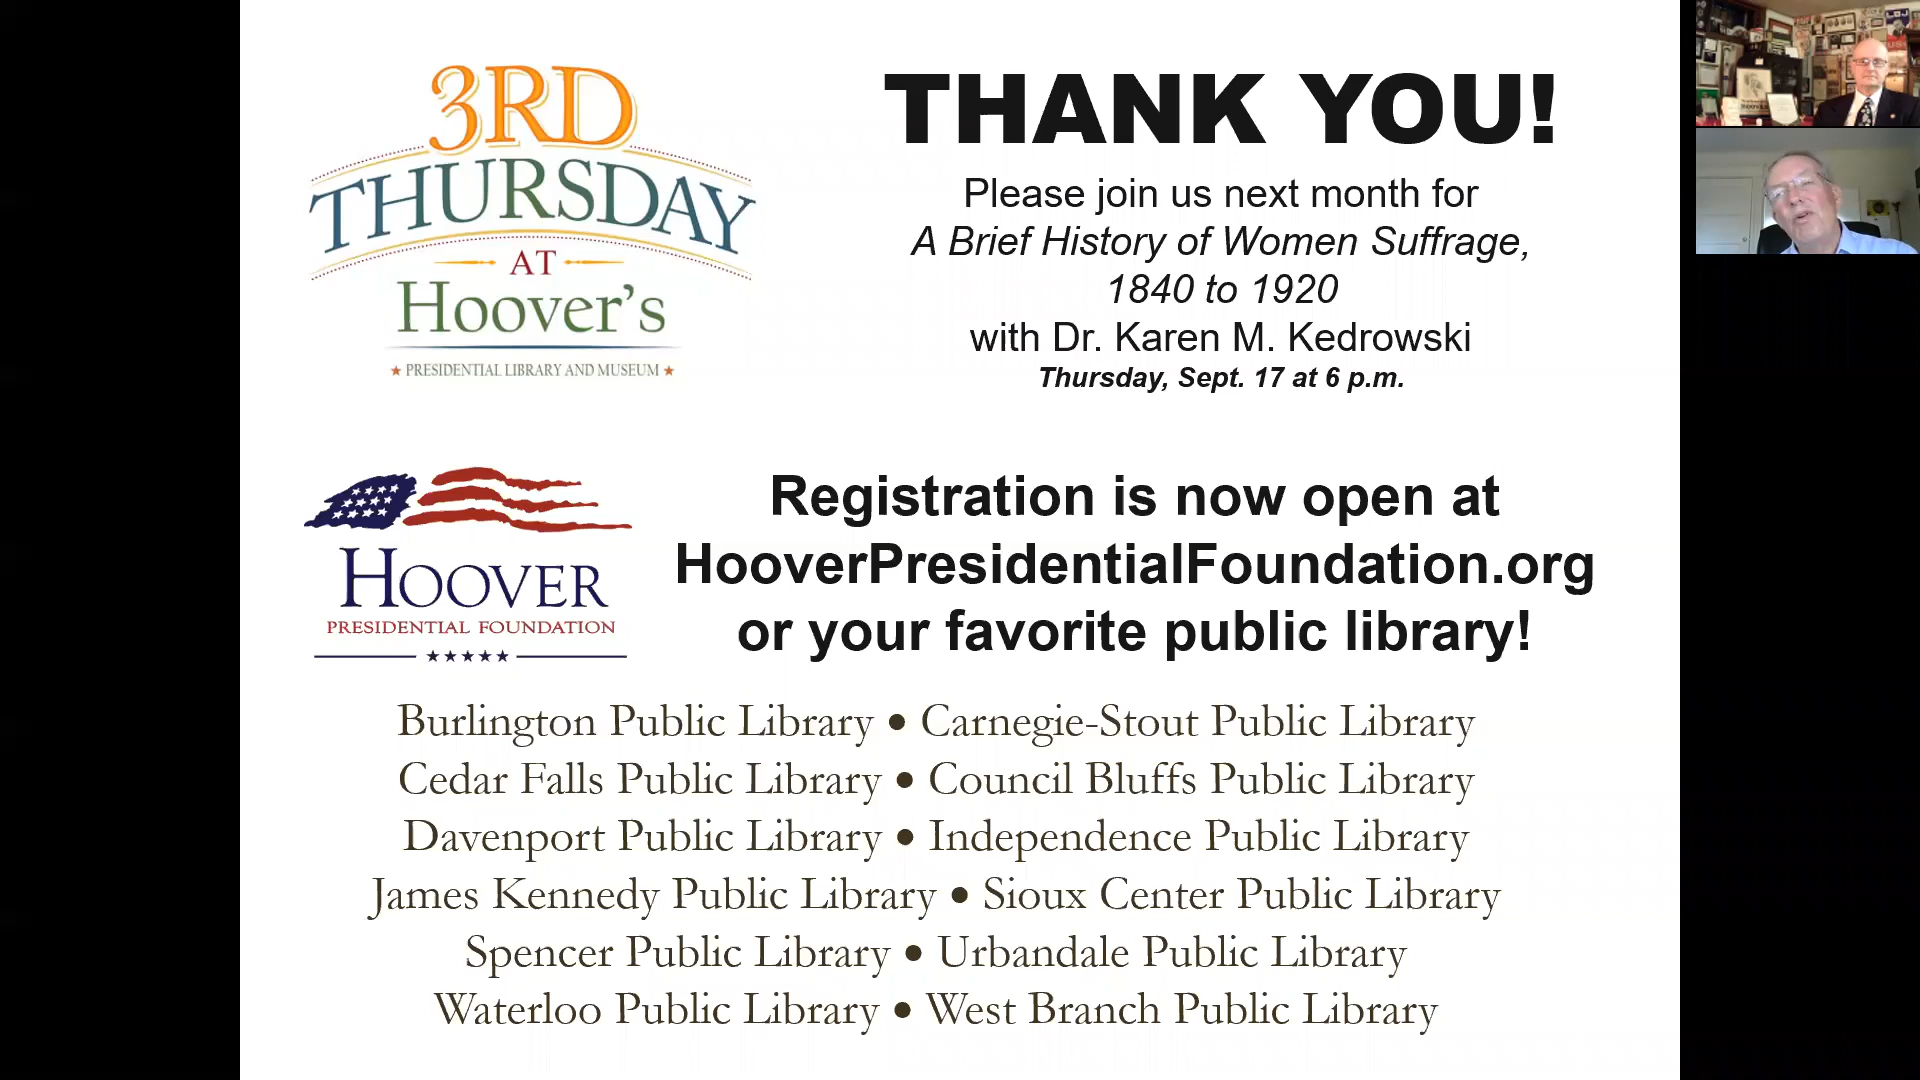 3RD
THURSDAY
AT
Hoover's
★ PRESIDENTIAL LIBRARY AND MUSEUM ★
THANK YOU!
Please join us next month for
A Brief History of Women Suffrage,
1840 to 1920
with Dr. Karen M. Kedrowski
Thursday, Sept. 17 at 6 p.m.
HOOVER
PRESIDENTIAL FOUNDATION
Registration is now open at
HooverPresidentialFoundation.org
or your favorite public library!
Burlington Public Library • Carnegie-Stout Public Library
Cedar Falls Public Library • Council Bluffs Public Library
Davenport Public Library • Independence Public Library
James Kennedy Public Library • Sioux Center Public Library
Spencer Public Library • Urbandale Public Library
Waterloo Public Library • West Branch Public Library